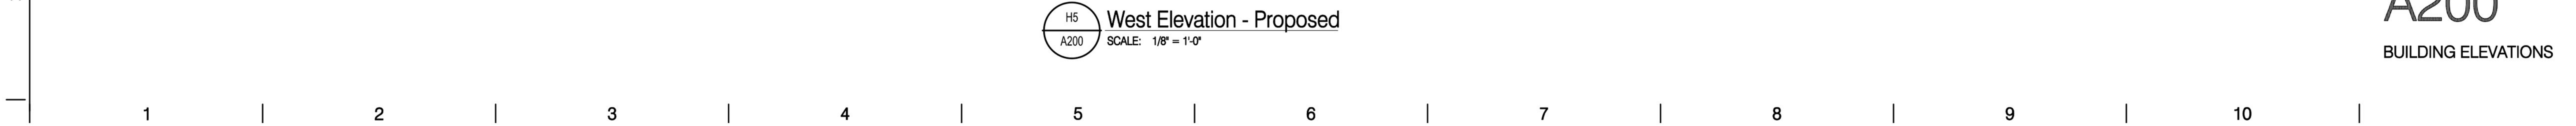 H5
A200
West Elevation - Proposed
SCALE: 1/8" = 1'-0"
A200
BUILDING ELEVATIONS
1 2 3 4 5 6 7 8 9 10